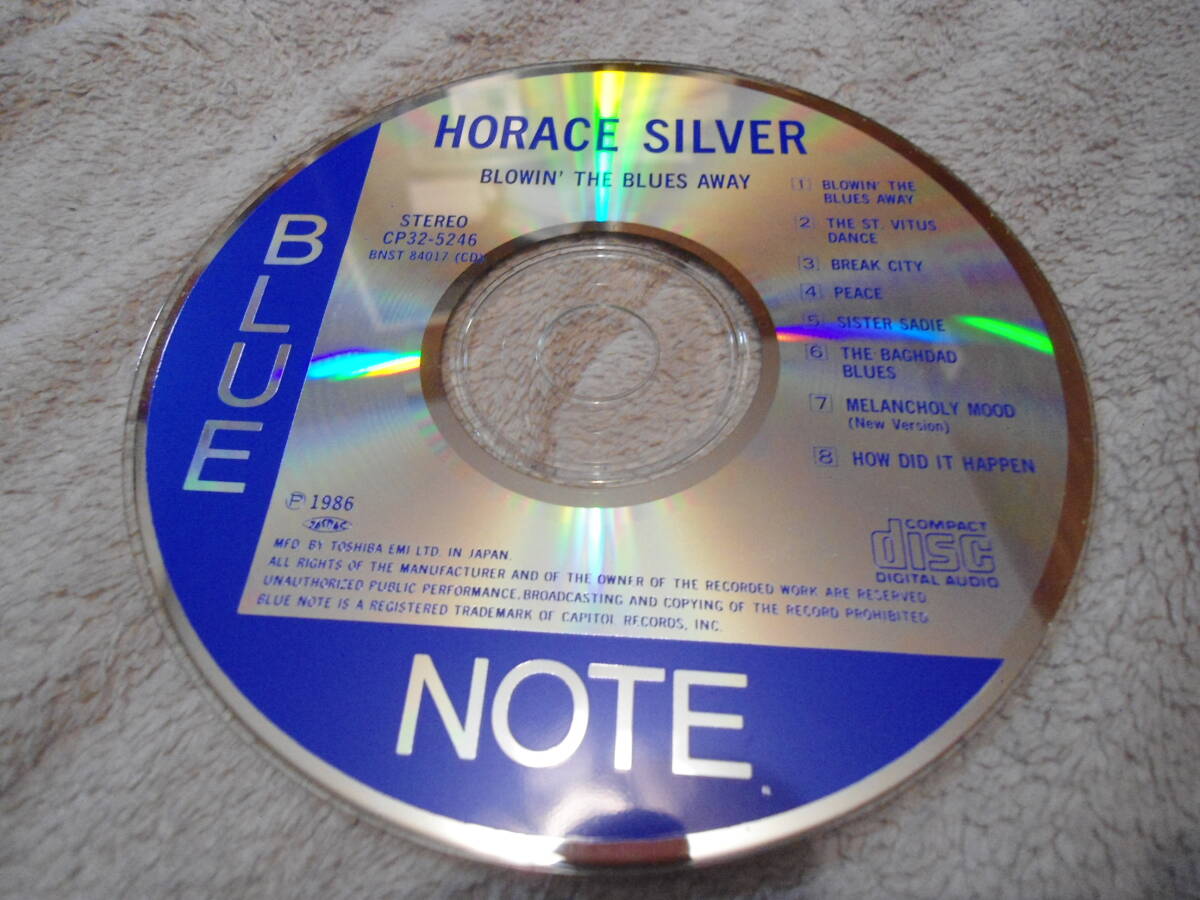 HORACE SILVER
BLOWIN' THE BLUES AWAY
STEREO
CP32-5246
BNST 84017 (CD)
1 BLOWIN' THE
BLUES AWAY
2 THE ST. VITUS
DANCE
3 BREAK CITY
4 PEACE
5 SISTER SADIE
6 THE BAGHDAD
BLUES
7 MELANCHOLY MOOD
(New Version)
8 HOW DID IT HAPPEN
BLUE
℗ 1986
JASRAC
COMPACT
disc
DIGITAL AUDIO
MFD. BY TOSHIBA EMI LTD. IN JAPAN.
ALL RIGHTS OF THE MANUFACTURER AND OF THE OWNER OF THE RECORDED WORK ARE RESERVED.
UNAUTHORIZED PUBLIC PERFORMANCE, BROADCASTING AND COPYING OF THE RECORD PROHIBITED.
BLUE NOTE IS A REGISTERED TRADEMARK OF CAPITOL RECORDS, INC.
NOTE